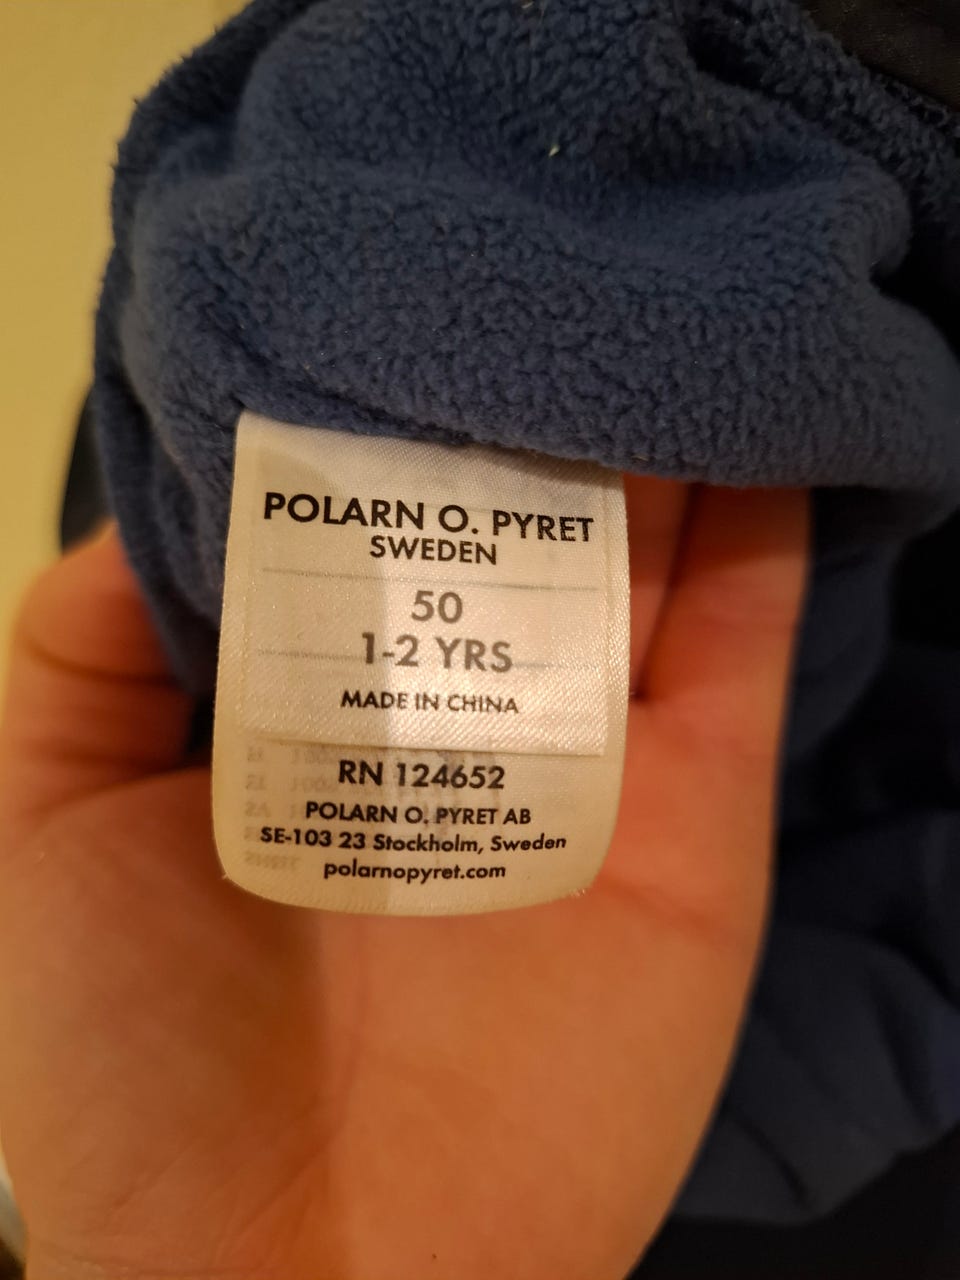 POLARN O. PYRET
SWEDEN
50
1-2 YRS
MADE IN CHINA
RN 124652
POLARN O. PYRET AB
SE-103 23 Stockholm, Sweden
polarnopyret.com